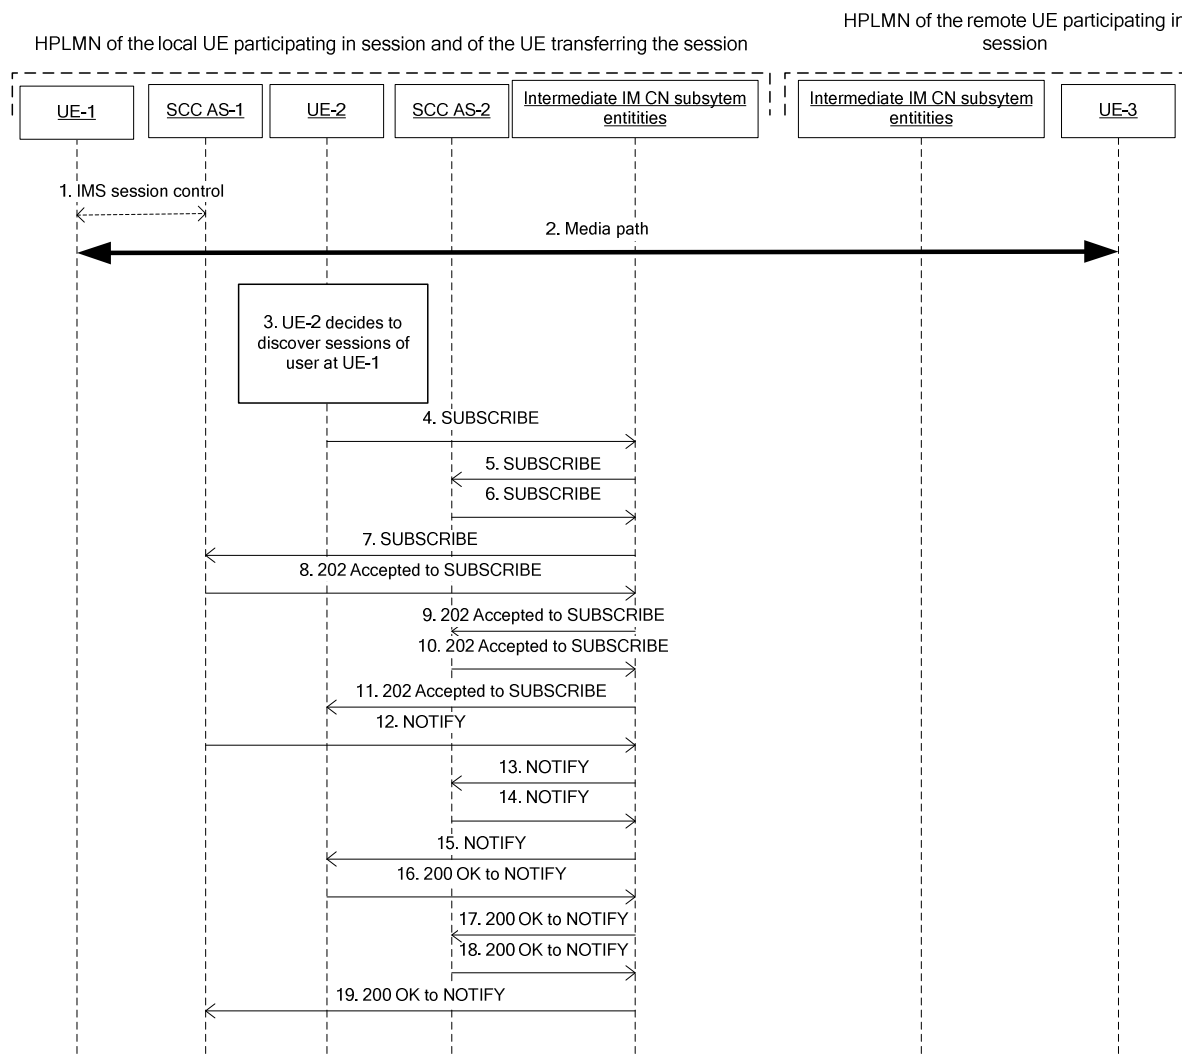 HPLMN of the remote UE participating in
session
HPLMN of the local UE participating in session and of the UE transferring the session
UE-1
SCC AS-1
UE-2
SCC AS-2
Intermediate IM CN subsytem
entitities
Intermediate IM CN subsytem
entitities
UE-3
1. IMS session control
2. Media path
3. UE-2 decides to
discover sessions of
user at UE-1
4. SUBSCRIBE
5. SUBSCRIBE
6. SUBSCRIBE
7. SUBSCRIBE
8. 202 Accepted to SUBSCRIBE
9. 202 Accepted to SUBSCRIBE
10. 202 Accepted to SUBSCRIBE
11. 202 Accepted to SUBSCRIBE
12. NOTIFY
13. NOTIFY
14. NOTIFY
15. NOTIFY
16. 200 OK to NOTIFY
17. 200 OK to NOTIFY
18. 200 OK to NOTIFY
19. 200 OK to NOTIFY